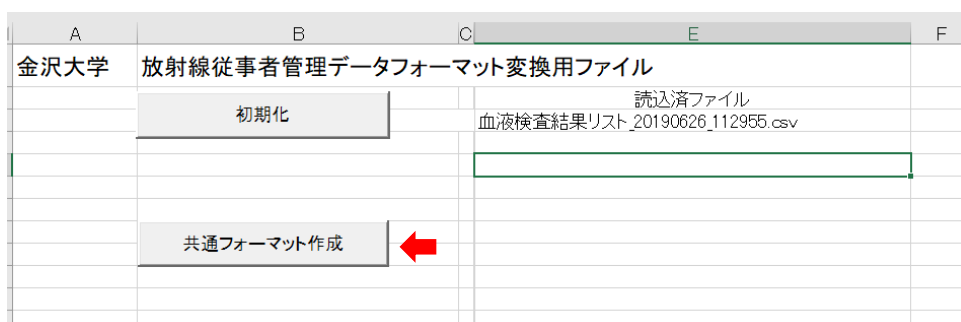 A B C E F
金沢大学 放射線従事者管理データフォーマット変換用ファイル
読込済ファイル
初期化
血液検査結果リスト_20190626_112955.csv
共通フォーマット作成